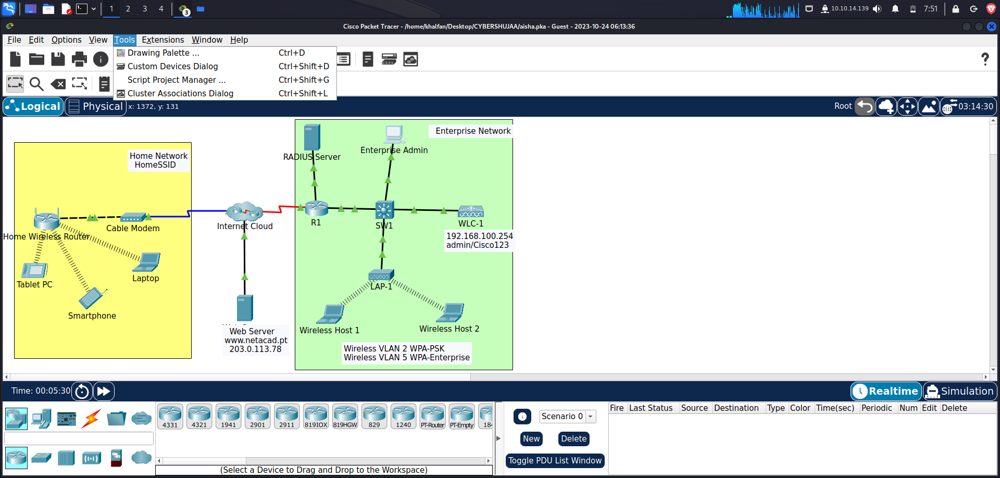 1 2 3 4 3 10.10.14.139 7:51
Cisco Packet Tracer - /home/khalfan/Desktop/CYBERSHUJAA/aisha.pka - Guest - 2023-10-24 06:13:36
File Edit Options View Tools Extensions Window Help
Drawing Palette ... Ctrl+D
Custom Devices Dialog Ctrl+Shift+D
Script Project Manager ... Ctrl+Shift+G
Cluster Associations Dialog Ctrl+Shift+L
Logical Physical x: 1372, y: 131 Root 03:14:30
Enterprise Network
Enterprise Admin
RADIUS Server
Home Network
HomeSSID
R1
SW1
WLC-1
192.168.100.254
admin/Cisco123
Internet Cloud
Cable Modem
Home Wireless Router
Laptop
Tablet PC
Smartphone
LAP-1
Wireless Host 1
Wireless Host 2
Web Server
www.netacad.pt
203.0.113.78
Wireless VLAN 2 WPA-PSK
Wireless VLAN 5 WPA-Enterprise
Time: 00:05:30 Realtime Simulation
4331 4321 1941 2901 2911 819IOX 819HGW 829 1240 PT-Router PT-Empty 184
(Select a Device to Drag and Drop to the Workspace)
Scenario 0
New Delete
Toggle PDU List Window
Fire Last Status Source Destination Type Color Time(sec) Periodic Num Edit Delete